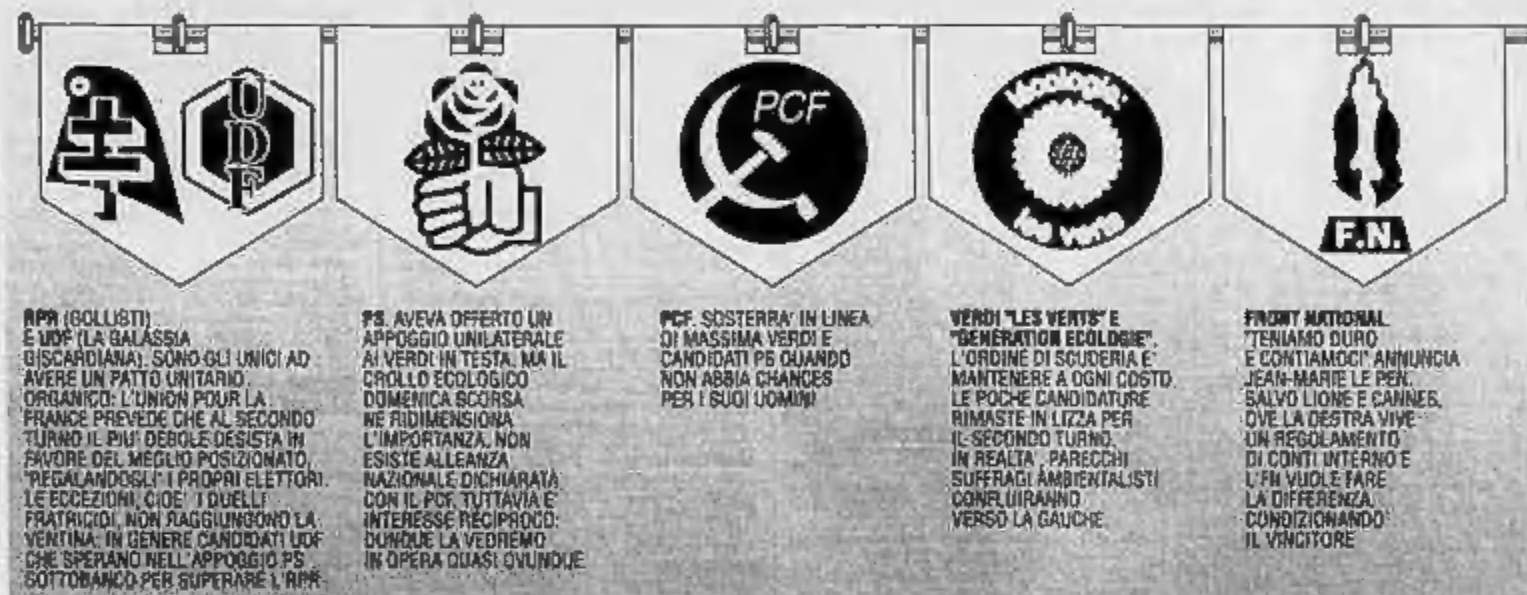 UDF
PCF
écologie:
les verts
F.N.
RPR (GOLLISTI)
E UDF (LA GALASSIA
GISCARDIANA). SONO GLI UNICI AD
AVERE UN PATTO UNITARIO
ORGANICO: L'UNION POUR LA
FRANCE PREVEDE CHE AL SECONDO
TURNO IL PIU' DEBOLE DESISTA IN
FAVORE DEL MEGLIO POSIZIONATO,
"REGALANDOGLI" I PROPRI ELETTORI.
LE ECCEZIONI, CIOE' I DUELLI
FRATRICIDI, NON RAGGIUNGONO LA
VENTINA: IN GENERE CANDIDATI UDF
CHE SPERANO NELL'APPOGGIO PS
SOTTOBANCO PER SUPERARE L'RPR
PS. AVEVA OFFERTO UN
APPOGGIO UNILATERALE
AI VERDI IN TESTA, MA IL
CROLLO ECOLOGICO
DOMENICA SCORSA
NE RIDIMENSIONA
L'IMPORTANZA. NON
ESISTE ALLEANZA
NAZIONALE DICHIARATA
CON IL PCF, TUTTAVIA E'
INTERESSE RECIPROCO:
DUNQUE LA VEDREMO
IN OPERA QUASI OVUNQUE
PCF. SOSTERRA' IN LINEA
DI MASSIMA VERDI E
CANDIDATI PS QUANDO
NON ABBIA CHANCES
PER I SUOI UOMINI
VERDI "LES VERTS" E
"GENERATION ECOLOGIE".
L'ORDINE DI SCUDERIA E'
MANTENERE A OGNI COSTO
LE POCHE CANDIDATURE
RIMASTE IN LIZZA PER
IL SECONDO TURNO.
IN REALTA', PARECCHI
SUFFRAGI AMBIENTALISTI
CONFLUIRANNO
VERSO LA GAUCHE
FRONT NATIONAL.
"TENIAMO DURO
E CONTIAMOCI" ANNUNCIA
JEAN-MARIE LE PEN.
SALVO LIONE E CANNES,
OVE LA DESTRA VIVE
UN REGOLAMENTO
DI CONTI INTERNO E
L'FN VUOLE FARE
LA DIFFERENZA
CONDIZIONANDO
IL VINCITORE